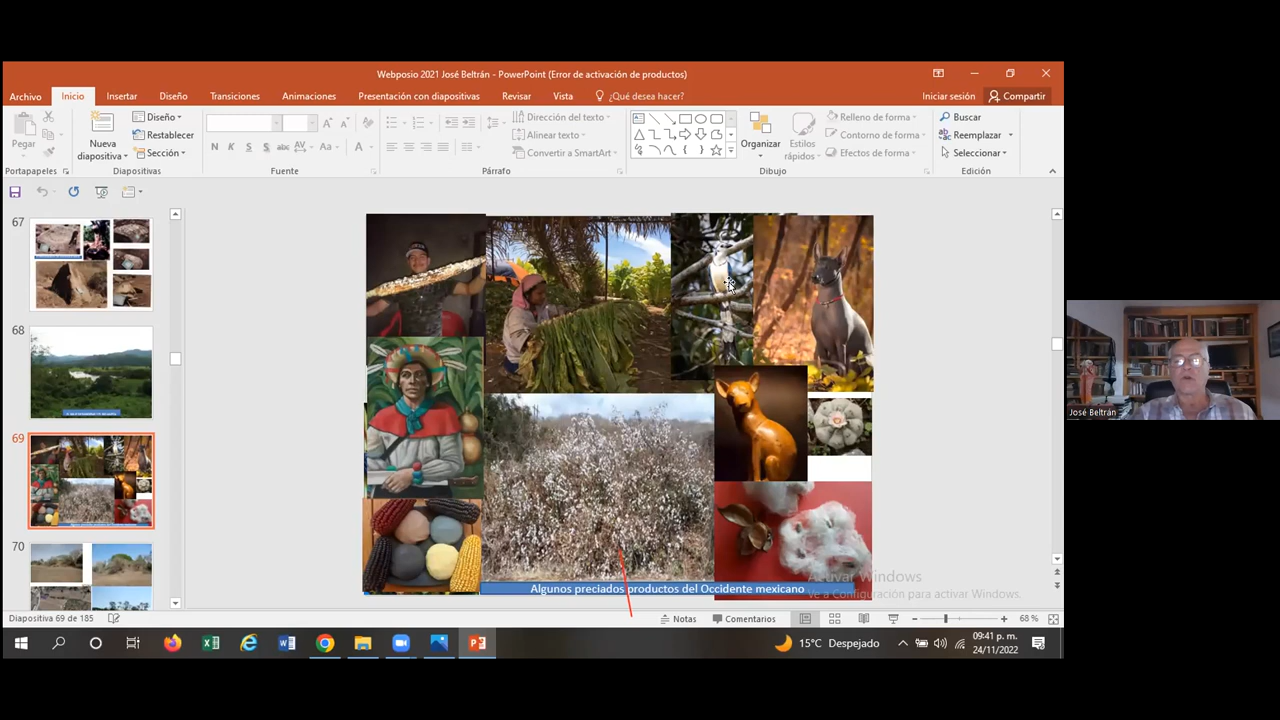 Webposio 2021 José Beltrán - PowerPoint (Error de activación de productos)
Archivo Inicio Insertar Diseño Transiciones Animaciones Presentación con diapositivas Revisar Vista ¿Qué desea hacer? Iniciar sesión Compartir
Pegar
Portapapeles
Nueva diapositiva
Diseño
Restablecer
Sección
Diapositivas
N K S S abc AV Aa A
Fuente
Dirección del texto
Alinear texto
Convertir a SmartArt
Párrafo
Organizar
Estilos rápidos
Relleno de forma
Contorno de forma
Efectos de forma
Dibujo
Buscar
Reemplazar
Seleccionar
Edición
67
68
69
70
Algunos preciados productos del Occidente mexicano
Activar Windows
Ve a Configuración para activar Windows.
José Beltrán
Diapositiva 69 de 185 Notas Comentarios 68 %
15°C Despejado
09:41 p. m.
24/11/2022